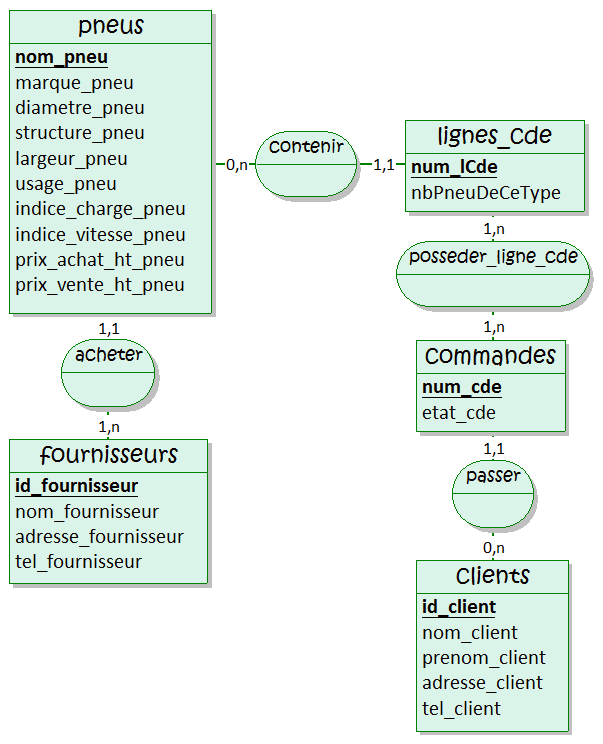 pneus
nom_pneu
marque_pneu
diametre_pneu
structure_pneu
largeur_pneu
usage_pneu
indice_charge_pneu
indice_vitesse_pneu
prix_achat_ht_pneu
prix_vente_ht_pneu
0,n
contenir
1,1
lignes_Cde
num_lCde
nbPneuDeCeType
1,n
posseder_ligne_cde
1,n
commandes
num_cde
etat_cde
1,1
passer
0,n
Clients
id_client
nom_client
prenom_client
adresse_client
tel_client
1,1
acheter
1,n
fournisseurs
id_fournisseur
nom_fournisseur
adresse_fournisseur
tel_fournisseur